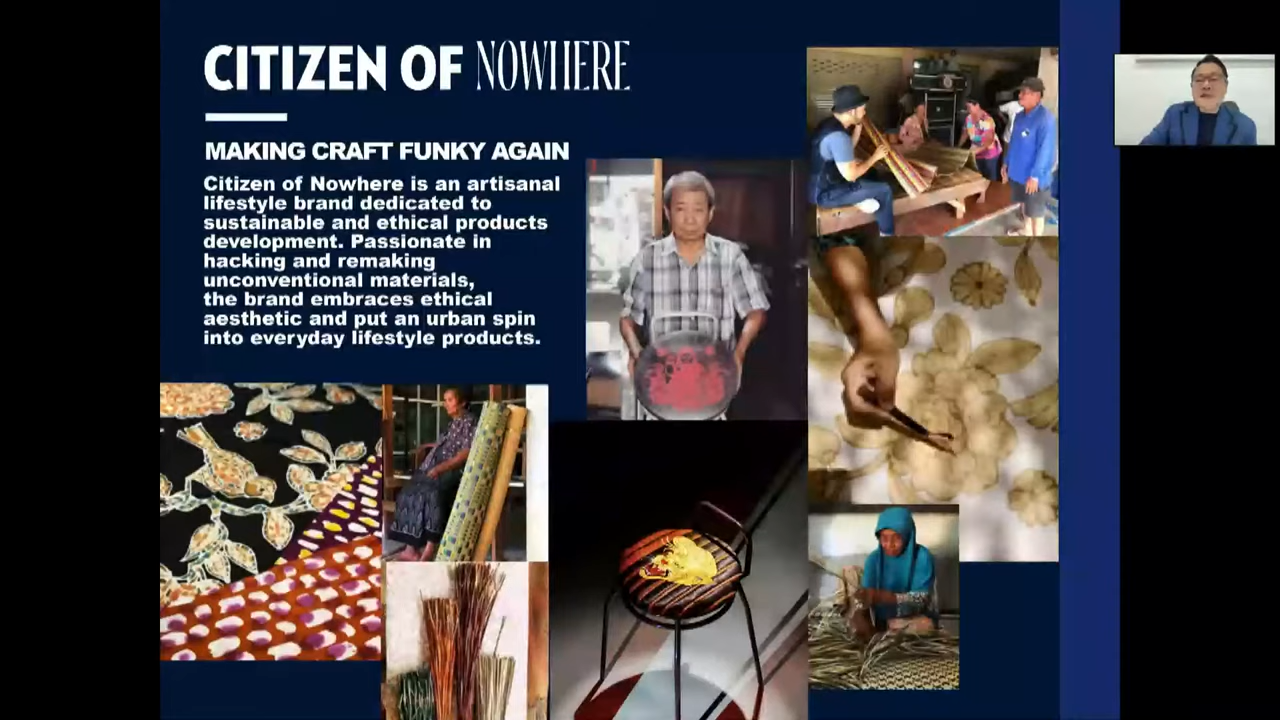 CITIZEN OF NOWHERE
MAKING CRAFT FUNKY AGAIN
Citizen of Nowhere is an artisanal
lifestyle brand dedicated to
sustainable and ethical products
development. Passionate in
hacking and remaking
unconventional materials,
the brand embraces ethical
aesthetic and put an urban spin
into everyday lifestyle products.